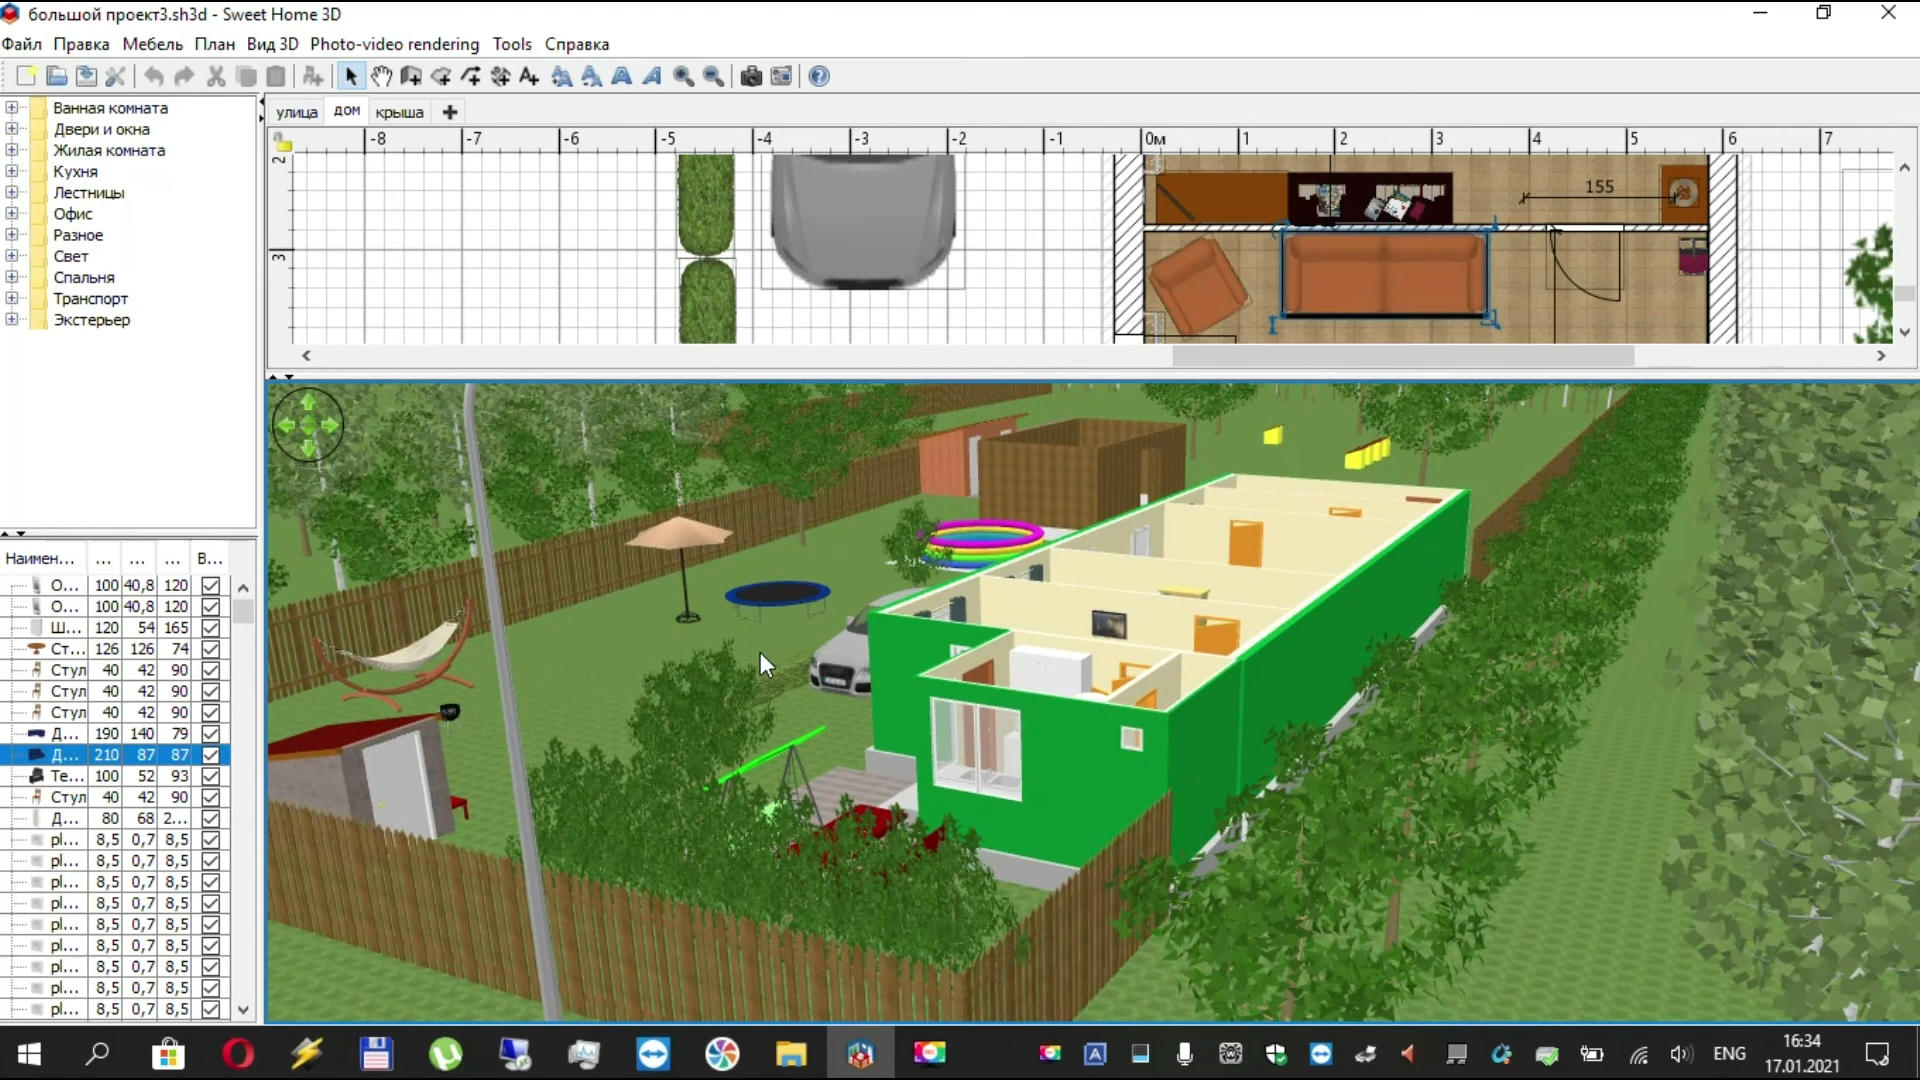 большой проект3.sh3d - Sweet Home 3D
Файл Правка Мебель План Вид 3D Photo-video rendering Tools Справка
улица дом крыша
-8 -7 -6 -5 -4 -3 -2 -1 0м 1 2 3 4 5 6 7
2
3
155
Ванная комната
Двери и окна
Жилая комната
Кухня
Лестницы
Офис
Разное
Свет
Спальня
Транспорт
Экстерьер
Наимен... ... ... ... В...
О... 100 40,8 120
О... 100 40,8 120
Ш... 120 54 165
Ст... 126 126 74
Стул 40 42 90
Стул 40 42 90
Стул 40 42 90
Д... 190 140 79
Д... 210 87 87
Те... 100 52 93
Стул 40 42 90
Д... 80 68 2...
pl... 8,5 0,7 8,5
pl... 8,5 0,7 8,5
pl... 8,5 0,7 8,5
pl... 8,5 0,7 8,5
pl... 8,5 0,7 8,5
pl... 8,5 0,7 8,5
pl... 8,5 0,7 8,5
pl... 8,5 0,7 8,5
pl... 8,5 0,7 8,5
ENG
16:34
17.01.2021